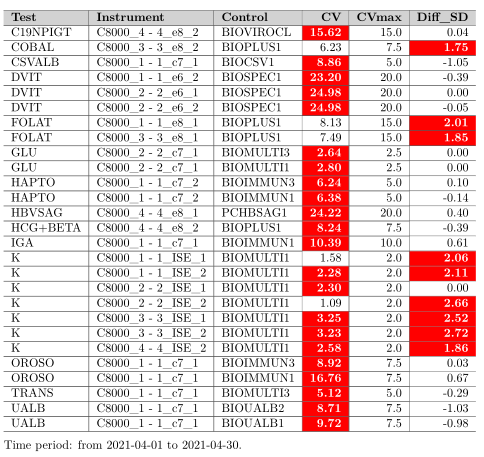 Test Instrument Control CV CVmax Diff_SD
C19NPIGT C8000_4 - 4_e8_2 BIOVIROCL 15.62 15.0 0.04
COBAL C8000_3 - 3_e8_2 BIOPLUS1 6.23 7.5 1.75
CSVALB C8000_1 - 1_c7_1 BIOCSV1 8.86 5.0 -1.05
DVIT C8000_1 - 1_e6_2 BIOSPEC1 23.20 20.0 -0.39
DVIT C8000_2 - 2_e6_1 BIOSPEC1 24.98 20.0 0.00
DVIT C8000_2 - 2_e6_2 BIOSPEC1 24.98 20.0 -0.05
FOLAT C8000_1 - 1_e8_1 BIOPLUS1 8.13 15.0 2.01
FOLAT C8000_3 - 3_e8_1 BIOPLUS1 7.49 15.0 1.85
GLU C8000_2 - 2_c7_1 BIOMULTI3 2.64 2.5 0.00
GLU C8000_2 - 2_c7_1 BIOMULTI1 2.80 2.5 0.00
HAPTO C8000_1 - 1_c7_2 BIOIMMUN3 6.24 5.0 0.10
HAPTO C8000_1 - 1_c7_2 BIOIMMUN1 6.38 5.0 -0.14
HBVSAG C8000_4 - 4_e8_1 PCHBSAG1 24.22 20.0 0.40
HCG+BETA C8000_4 - 4_e8_2 BIOPLUS1 8.24 7.5 -0.39
IGA C8000_1 - 1_c7_1 BIOIMMUN1 10.39 10.0 0.61
K C8000_1 - 1_ISE_1 BIOMULTI1 1.58 2.0 2.06
K C8000_1 - 1_ISE_2 BIOMULTI1 2.28 2.0 2.11
K C8000_2 - 2_ISE_1 BIOMULTI1 2.30 2.0 0.00
K C8000_2 - 2_ISE_2 BIOMULTI1 1.09 2.0 2.66
K C8000_3 - 3_ISE_1 BIOMULTI1 3.25 2.0 2.52
K C8000_3 - 3_ISE_2 BIOMULTI1 3.23 2.0 2.72
K C8000_4 - 4_ISE_2 BIOMULTI1 2.58 2.0 1.86
OROSO C8000_1 - 1_c7_1 BIOIMMUN3 8.92 7.5 0.03
OROSO C8000_1 - 1_c7_1 BIOIMMUN1 16.76 7.5 0.67
TRANS C8000_1 - 1_c7_1 BIOMULTI3 5.12 5.0 -0.29
UALB C8000_1 - 1_c7_1 BIOUALB2 8.71 7.5 -1.03
UALB C8000_1 - 1_c7_1 BIOUALB1 9.72 7.5 -0.98
Time period: from 2021-04-01 to 2021-04-30.